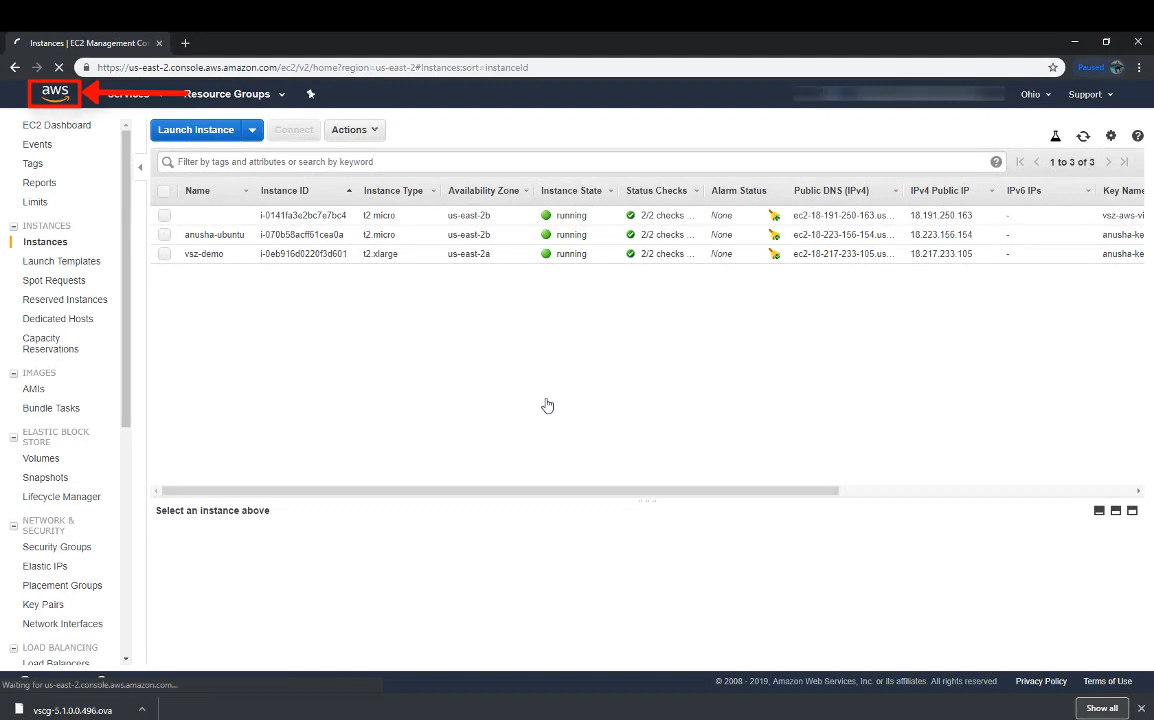 Instances | EC2 Management Co
https://us-east-2.console.aws.amazon.com/ec2/v2/home?region=us-east-2#Instances:sort=instanceId
Paused
aws Services Resource Groups Ohio Support
EC2 Dashboard
Events
Tags
Reports
Limits
INSTANCES
Instances
Launch Templates
Spot Requests
Reserved Instances
Dedicated Hosts
Capacity
Reservations
IMAGES
AMIs
Bundle Tasks
ELASTIC BLOCK
STORE
Volumes
Snapshots
Lifecycle Manager
NETWORK &
SECURITY
Security Groups
Elastic IPs
Placement Groups
Key Pairs
Network Interfaces
LOAD BALANCING
Load Balancers
Launch Instance Connect Actions
Filter by tags and attributes or search by keyword
1 to 3 of 3
Name Instance ID Instance Type Availability Zone Instance State Status Checks Alarm Status Public DNS (IPv4) IPv4 Public IP IPv6 IPs Key Name
i-0141fa3e2bc7e7bc4 t2.micro us-east-2b running 2/2 checks ... None ec2-18-191-250-163.us... 18.191.250.163 - vsz-aws-vi
anusha-ubuntu i-070b58acff61cea0a t2.micro us-east-2b running 2/2 checks ... None ec2-18-223-156-154.us... 18.223.156.154 - anusha-ke
vsz-demo i-0eb916d0220f3d601 t2.xlarge us-east-2a running 2/2 checks ... None ec2-18-217-233-105.us... 18.217.233.105 - anusha-ke
Select an instance above
Waiting for us-east-2.console.aws.amazon.com...
© 2008 - 2019, Amazon Web Services, Inc. or its affiliates. All rights reserved. Privacy Policy Terms of Use
vscg-5.1.0.0.496.ova
Show all